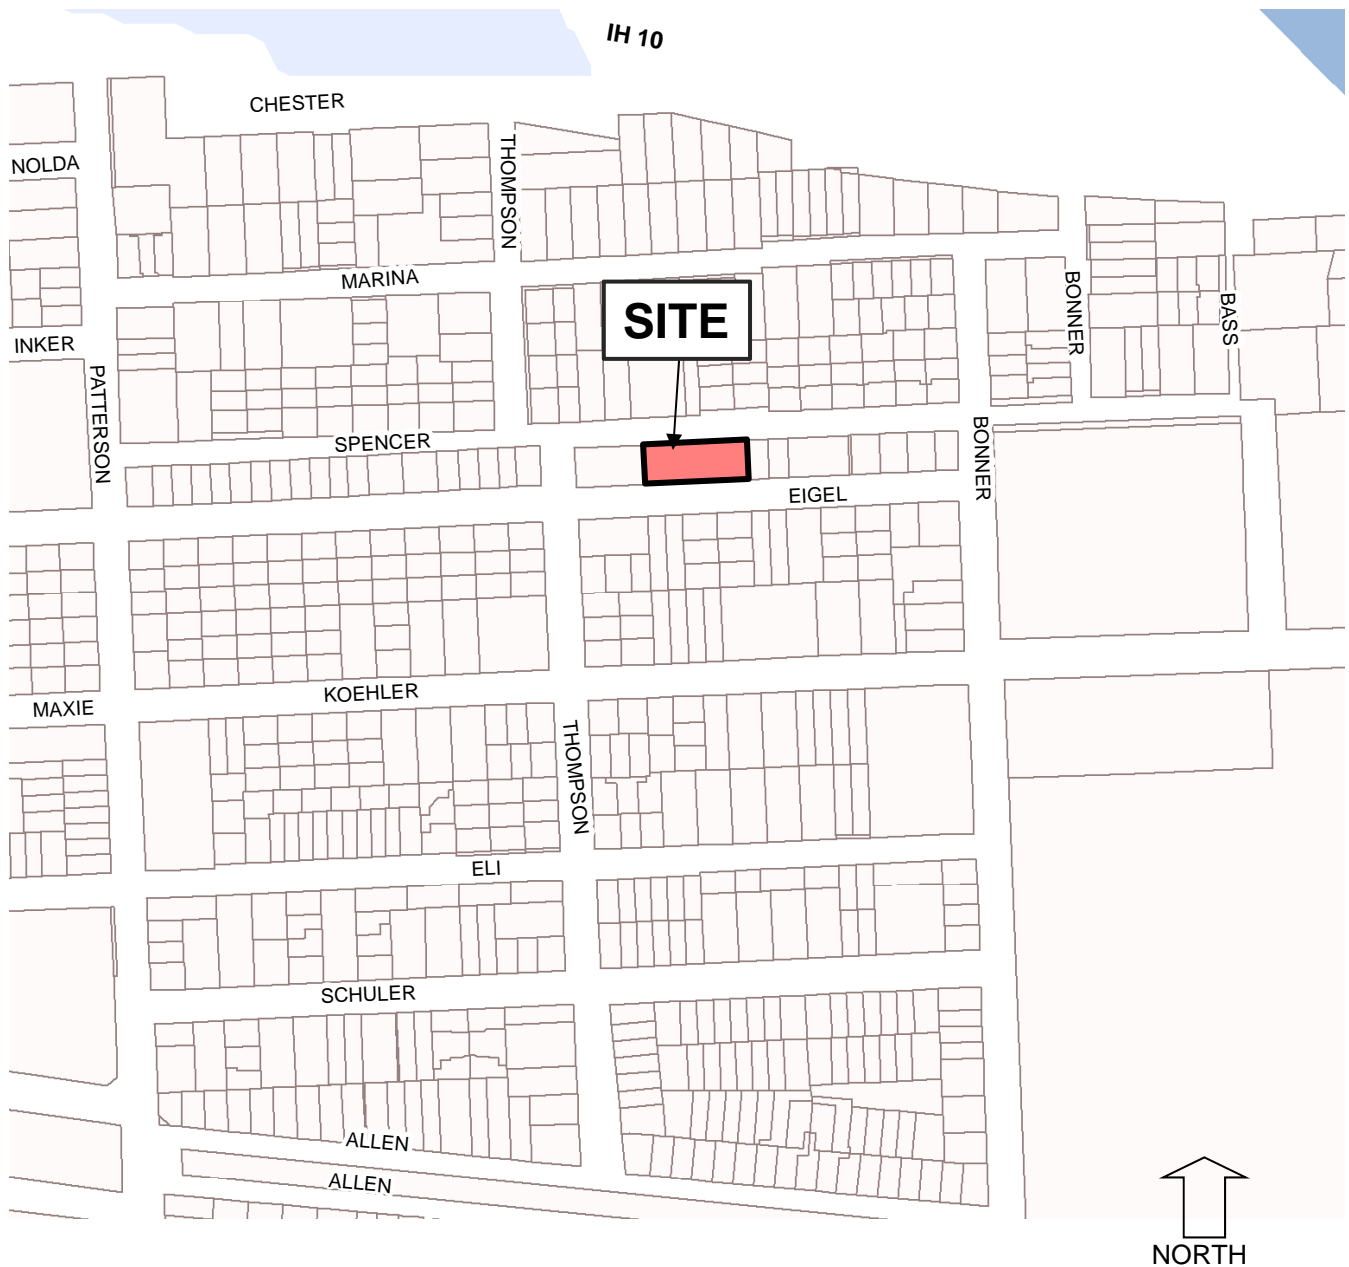 IH 10
CHESTER
NOLDA
THOMPSON
MARINA
BONNER
BASS
SITE
INKER
PATTERSON
SPENCER
BONNER
EIGEL
KOEHLER
MAXIE
THOMPSON
ELI
SCHULER
ALLEN
ALLEN
NORTH